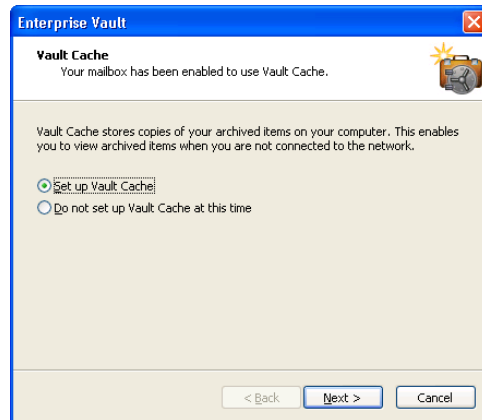 Enterprise Vault
Vault Cache
Your mailbox has been enabled to use Vault Cache.
Vault Cache stores copies of your archived items on your computer. This enables
you to view archived items when you are not connected to the network.
Set up Vault Cache
Do not set up Vault Cache at this time
< Back
Next >
Cancel